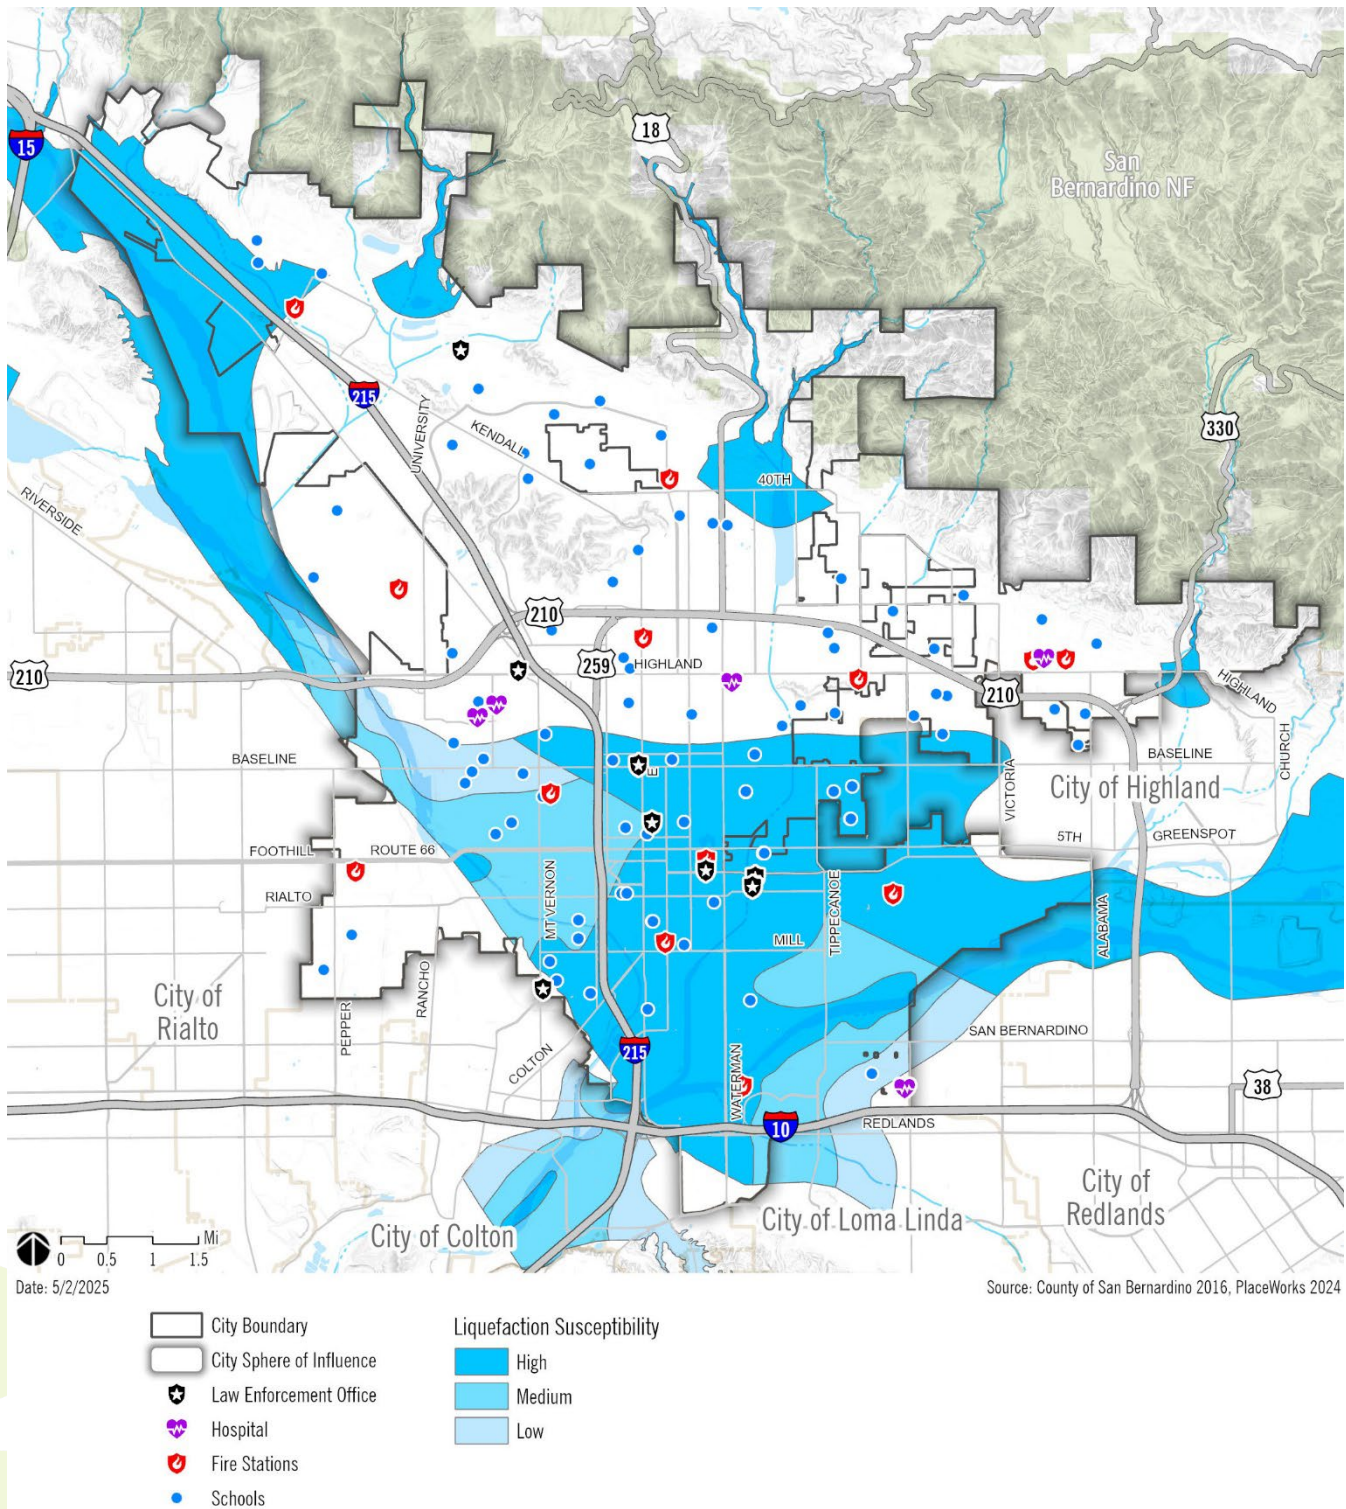 15
18
San
Bernardino NF
215
UNIVERSITY
KENDALL
330
40TH
RIVERSIDE
210
259
HIGHLAND
210
210
HIGHLAND
CHURCH
BASELINE
E
BASELINE
VICTORIA
City of Highland
5TH
GREENSPOT
FOOTHILL
ROUTE 66
RIALTO
MT VERNON
TIPPECANOE
ALABAMA
MILL
RANCHO
City of
Rialto
PEPPER
COLTON
215
WATERMAN
SAN BERNARDINO
38
10
REDLANDS
City of
Redlands
City of Loma Linda
City of Colton
Mi
0 0.5 1 1.5
Date: 5/2/2025
Source: County of San Bernardino 2016, PlaceWorks 2024
City Boundary
City Sphere of Influence
Law Enforcement Office
Hospital
Fire Stations
Schools
Liquefaction Susceptibility
High
Medium
Low